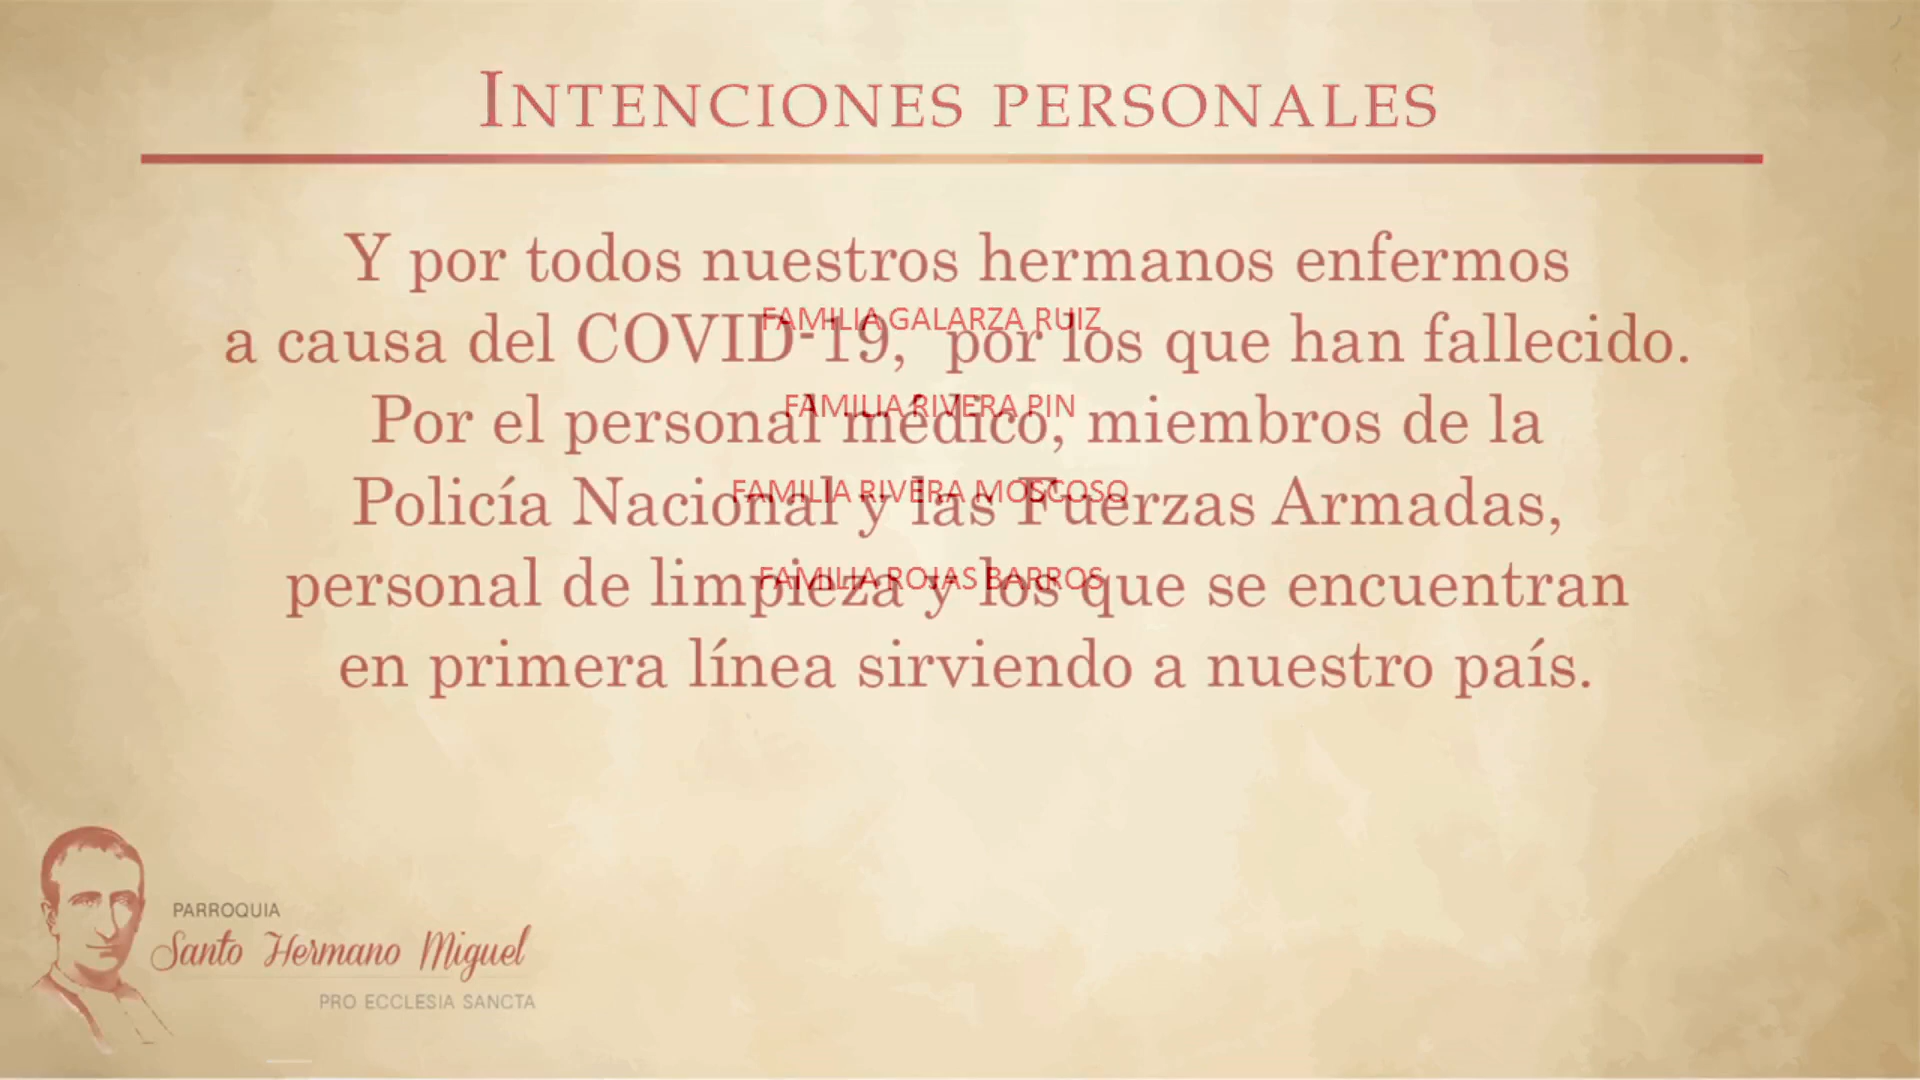 INTENCIONES PERSONALES
Y por todos nuestros hermanos enfermos
FAMILIA GALARZA RUIZ
a causa del COVID-19, por los que han fallecido.
FAMILIA RIVERA PIN
Por el personal médico, miembros de la
FAMILIA RIVERA MOSCOSO
Policía Nacional y las Fuerzas Armadas,
FAMILIA ROJAS BARROS
personal de limpieza y los que se encuentran
en primera línea sirviendo a nuestro país.
PARROQUIA
Santo Hermano Miguel
PRO ECCLESIA SANCTA